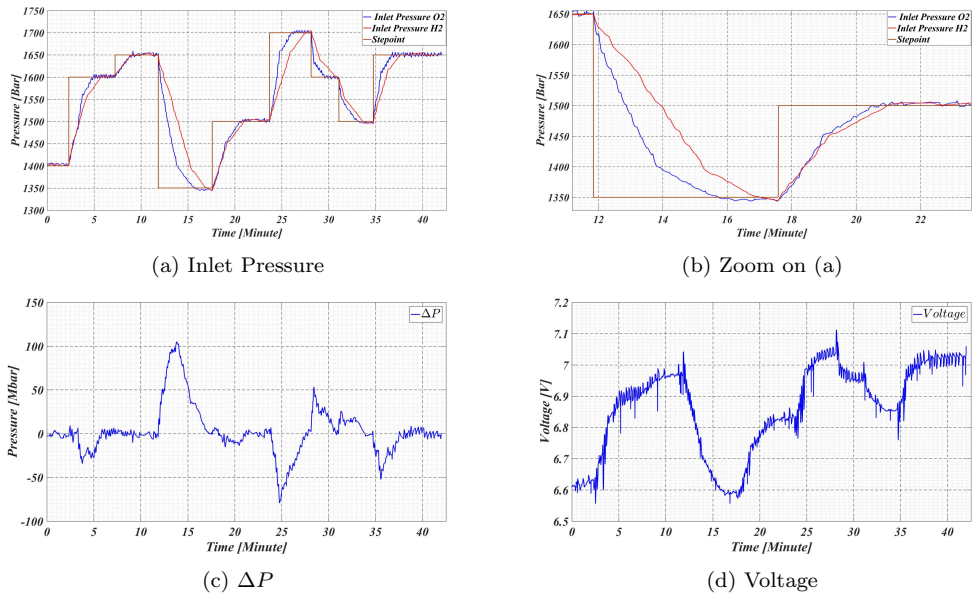 1750
1700
1650
1600
1550
1500
1450
1400
1350
1300
Pressure [Bar]
0 5 10 15 20 25 30 35 40
Time [Minute]
Inlet Pressure O2
Inlet Pressure H2
Stepoint
(a) Inlet Pressure
1650
1600
1550
1500
1450
1400
1350
Pressure [Bar]
12 14 16 18 20 22
Time [Minute]
Inlet Pressure O2
Inlet Pressure H2
Stepoint
(b) Zoom on (a)
150
100
50
0
-50
-100
Pressure [Mbar]
0 5 10 15 20 25 30 35 40
Time [Minute]
ΔP
(c) ΔP
7.2
7.1
7
6.9
6.8
6.7
6.6
6.5
Voltage [V]
0 5 10 15 20 25 30 35 40
Time [Minute]
Voltage
(d) Voltage